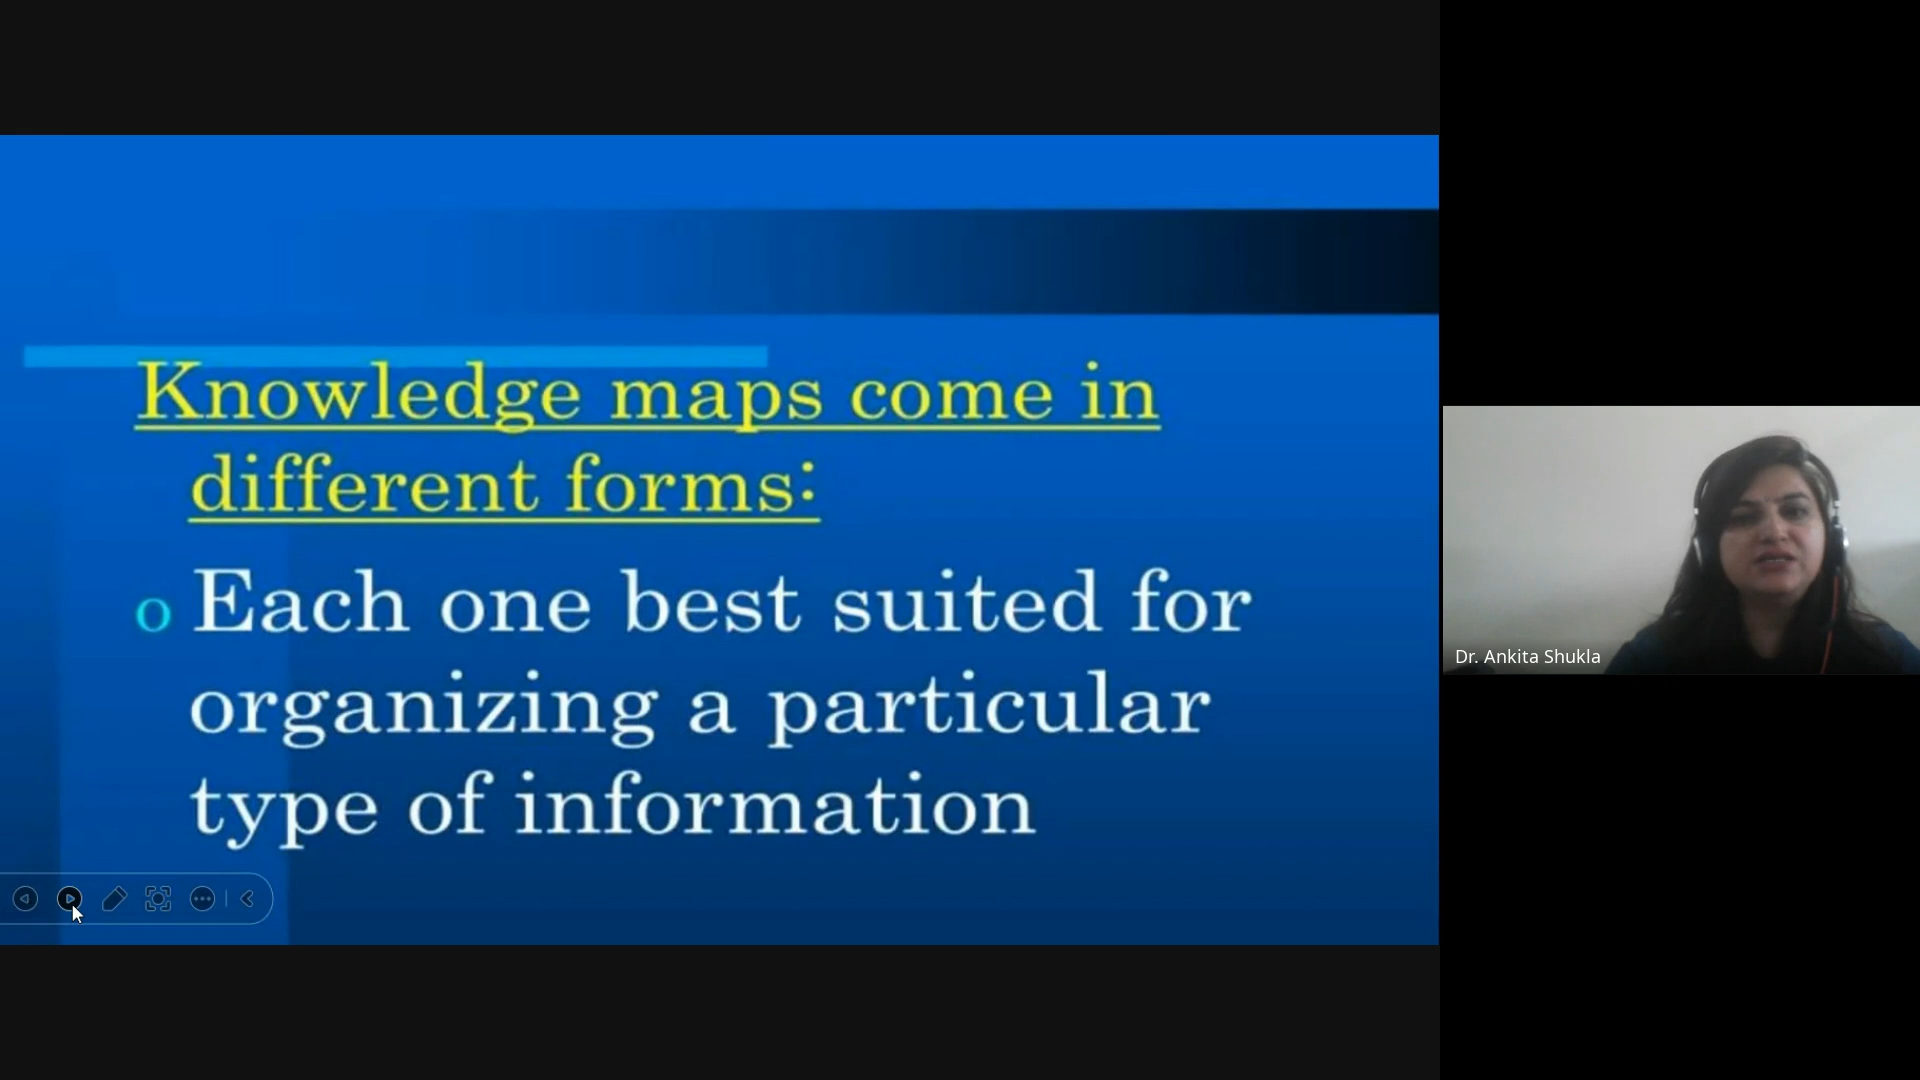 Knowledge maps come in
different forms:
o Each one best suited for
organizing a particular
type of information
Dr. Ankita Shukla